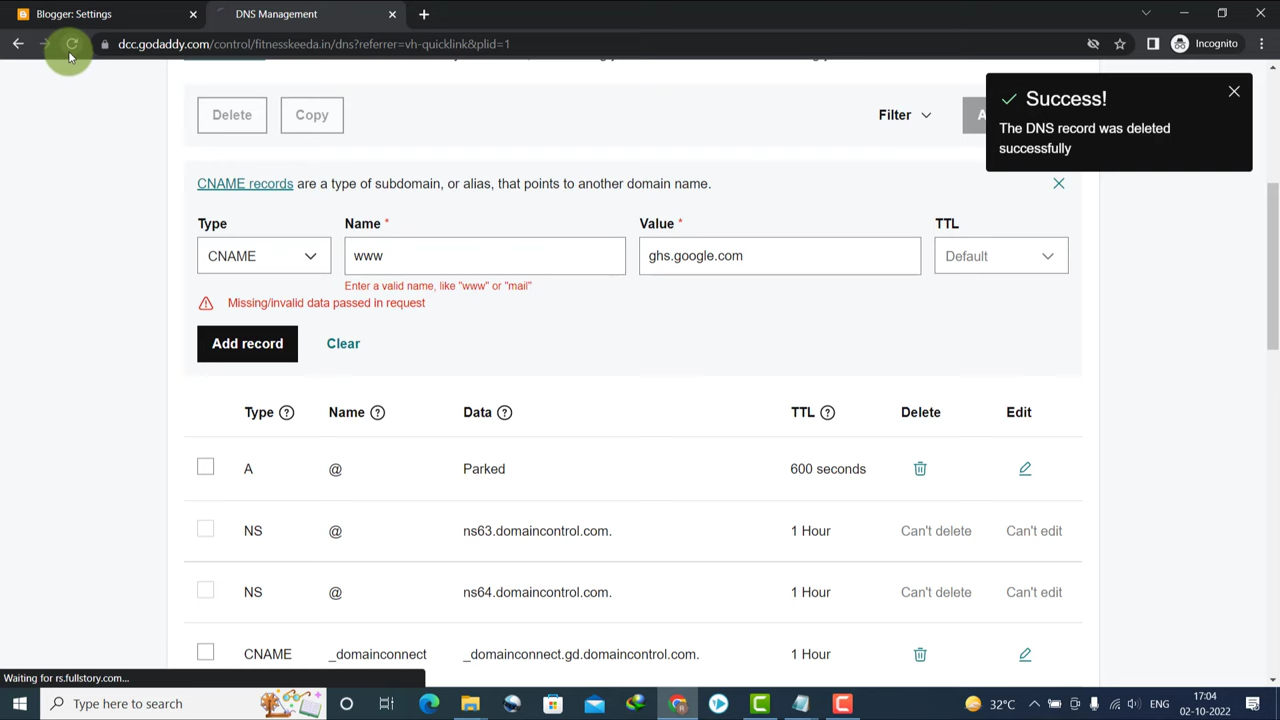 Blogger: Settings
DNS Management
dcc.godaddy.com/control/fitnesskeeda.in/dns?referrer=vh-quicklink&plid=1
Incognito
Delete
Copy
Filter
A
Success!
The DNS record was deleted
successfully
CNAME records are a type of subdomain, or alias, that points to another domain name.
Type
Name *
Value *
TTL
CNAME
www
ghs.google.com
Default
Enter a valid name, like "www" or "mail"
Missing/invalid data passed in request
Add record
Clear
Type ?
Name ?
Data ?
TTL ?
Delete
Edit
A
@
Parked
600 seconds
NS
@
ns63.domaincontrol.com.
1 Hour
Can't delete
Can't edit
NS
@
ns64.domaincontrol.com.
1 Hour
Can't delete
Can't edit
CNAME
_domainconnect
_domainconnect.gd.domaincontrol.com.
1 Hour
Waiting for rs.fullstory.com...
Type here to search
32°C
ENG
17:04
02-10-2022